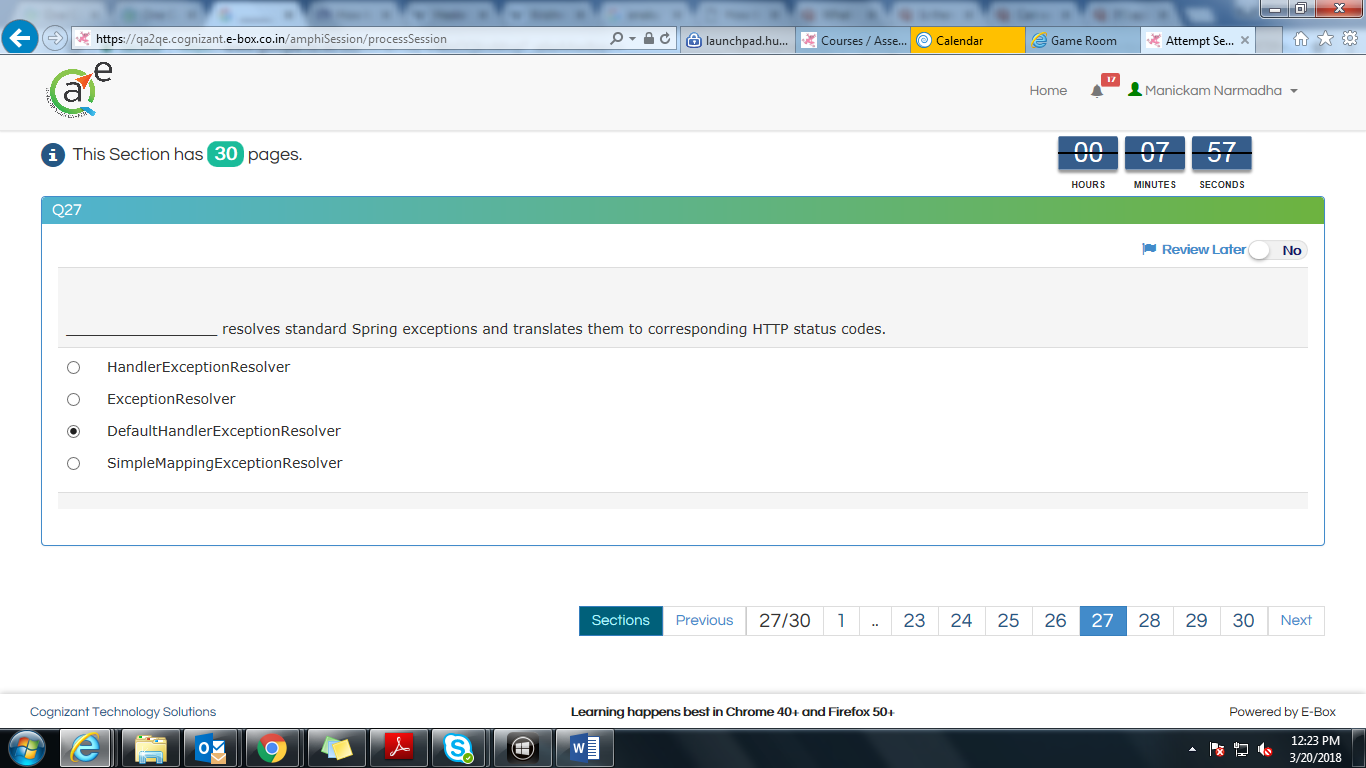 https://qa2qe.cognizant.e-box.co.in/amphiSession/processSession
launchpad.hu...
Courses / Asse...
Calendar
Game Room
Attempt Se...
a e
Home
17
Manickam Narmadha
This Section has 30 pages.
00 07 57
HOURS MINUTES SECONDS
Q27
Review Later No
__________________ resolves standard Spring exceptions and translates them to corresponding HTTP status codes.
HandlerExceptionResolver
ExceptionResolver
DefaultHandlerExceptionResolver
SimpleMappingExceptionResolver
Sections Previous 27/30 1 .. 23 24 25 26 27 28 29 30 Next
Cognizant Technology Solutions
Learning happens best in Chrome 40+ and Firefox 50+
Powered by E-Box
12:23 PM
3/20/2018